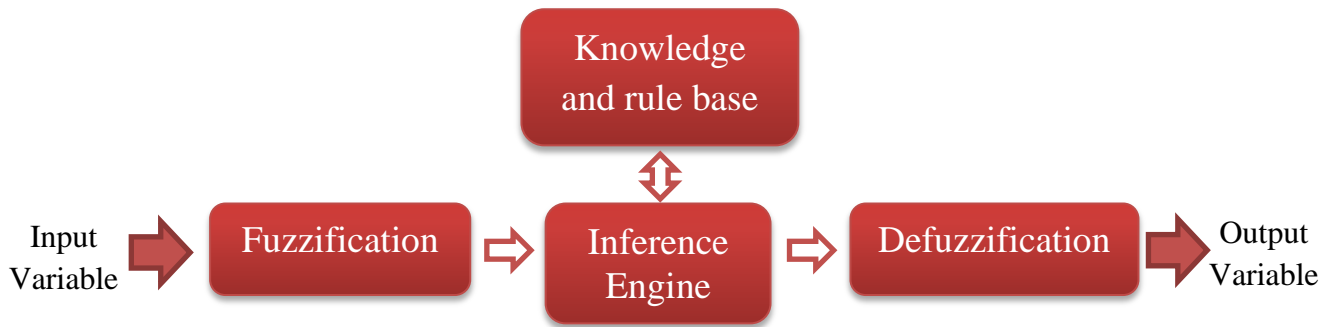 Knowledge
and rule base
Input
Variable
Fuzzification
Inference
Engine
Defuzzification
Output
Variable